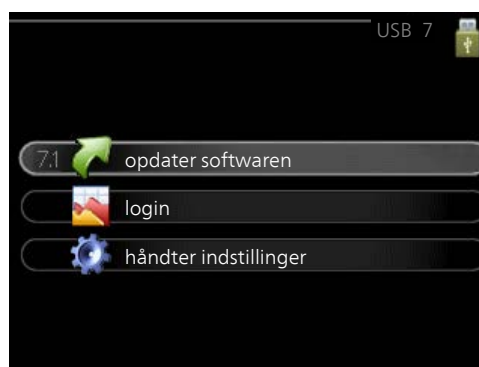 USB 7
7.1 opdater softwaren
login
håndter indstillinger